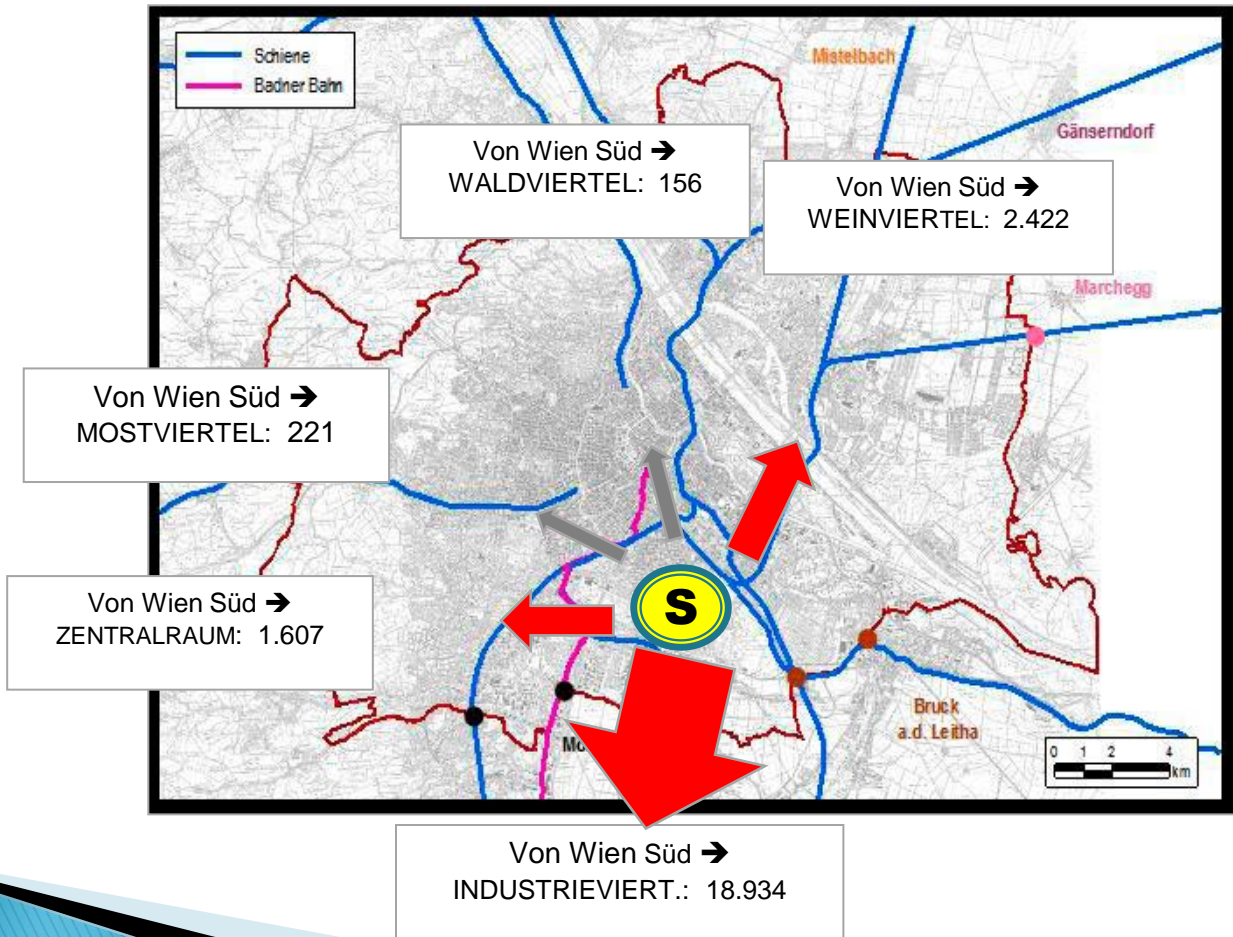 Schiene
Badner Bahn
Mistelbach
Gänserndorf
Von Wien Süd ➔
WALDVIERTEL: 156
Von Wien Süd ➔
WEINVIERTEL: 2.422
Marchegg
Von Wien Süd ➔
MOSTVIERTEL: 221
Von Wien Süd ➔
ZENTRALRAUM: 1.607
S
Bruck
a.d. Leitha
0 1 2 4
km
Von Wien Süd ➔
INDUSTRIEVIERT.: 18.934